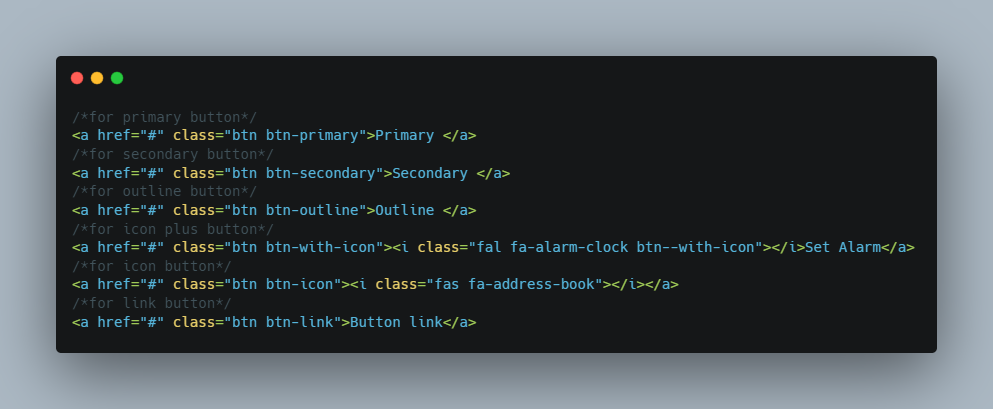 /*for primary button*/
<a href="#" class="btn btn-primary">Primary </a>
/*for secondary button*/
<a href="#" class="btn btn-secondary">Secondary </a>
/*for outline button*/
<a href="#" class="btn btn-outline">Outline </a>
/*for icon plus button*/
<a href="#" class="btn btn-with-icon"><i class="fal fa-alarm-clock btn--with-icon"></i>Set Alarm</a>
/*for icon button*/
<a href="#" class="btn btn-icon"><i class="fas fa-address-book"></i></a>
/*for link button*/
<a href="#" class="btn btn-link">Button link</a>